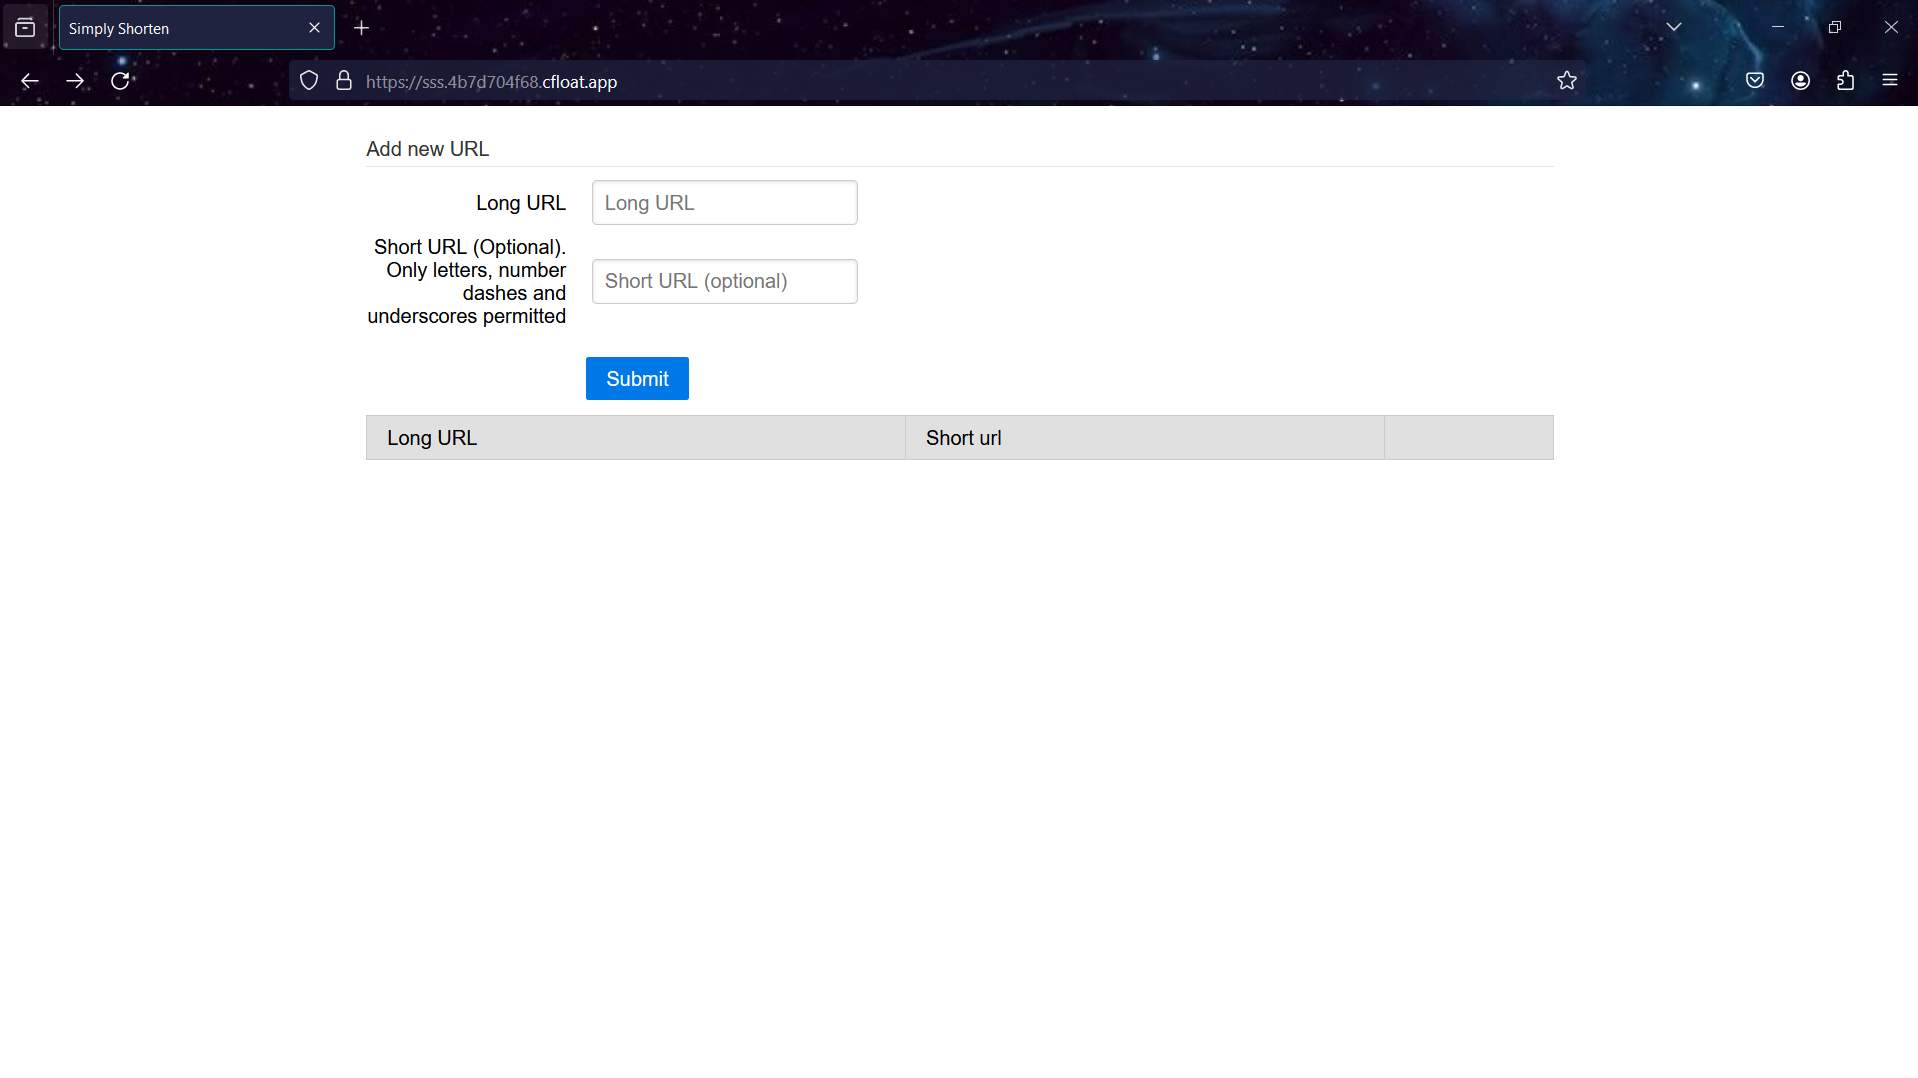 Simply Shorten
https://sss.4b7d704f68.cfloat.app
Add new URL
Long URL
Long URL
Short URL (Optional).
Only letters, number
dashes and
underscores permitted
Short URL (optional)
Submit
Long URL Short url